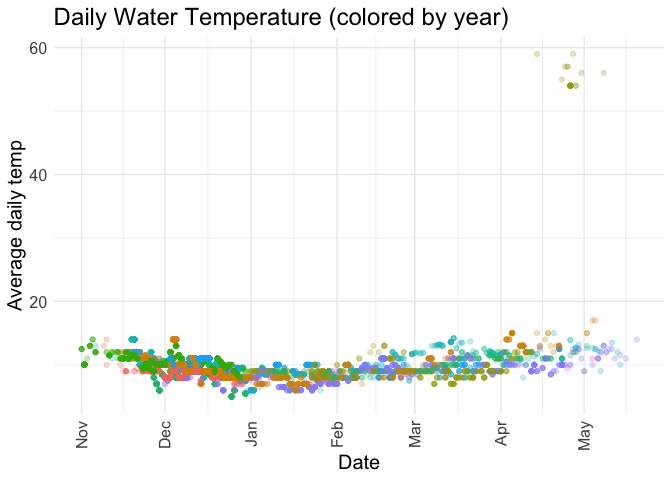 Daily Water Temperature (colored by year)
60
40
20
Average daily temp
Nov
Dec
Jan
Feb
Mar
Apr
May
Date